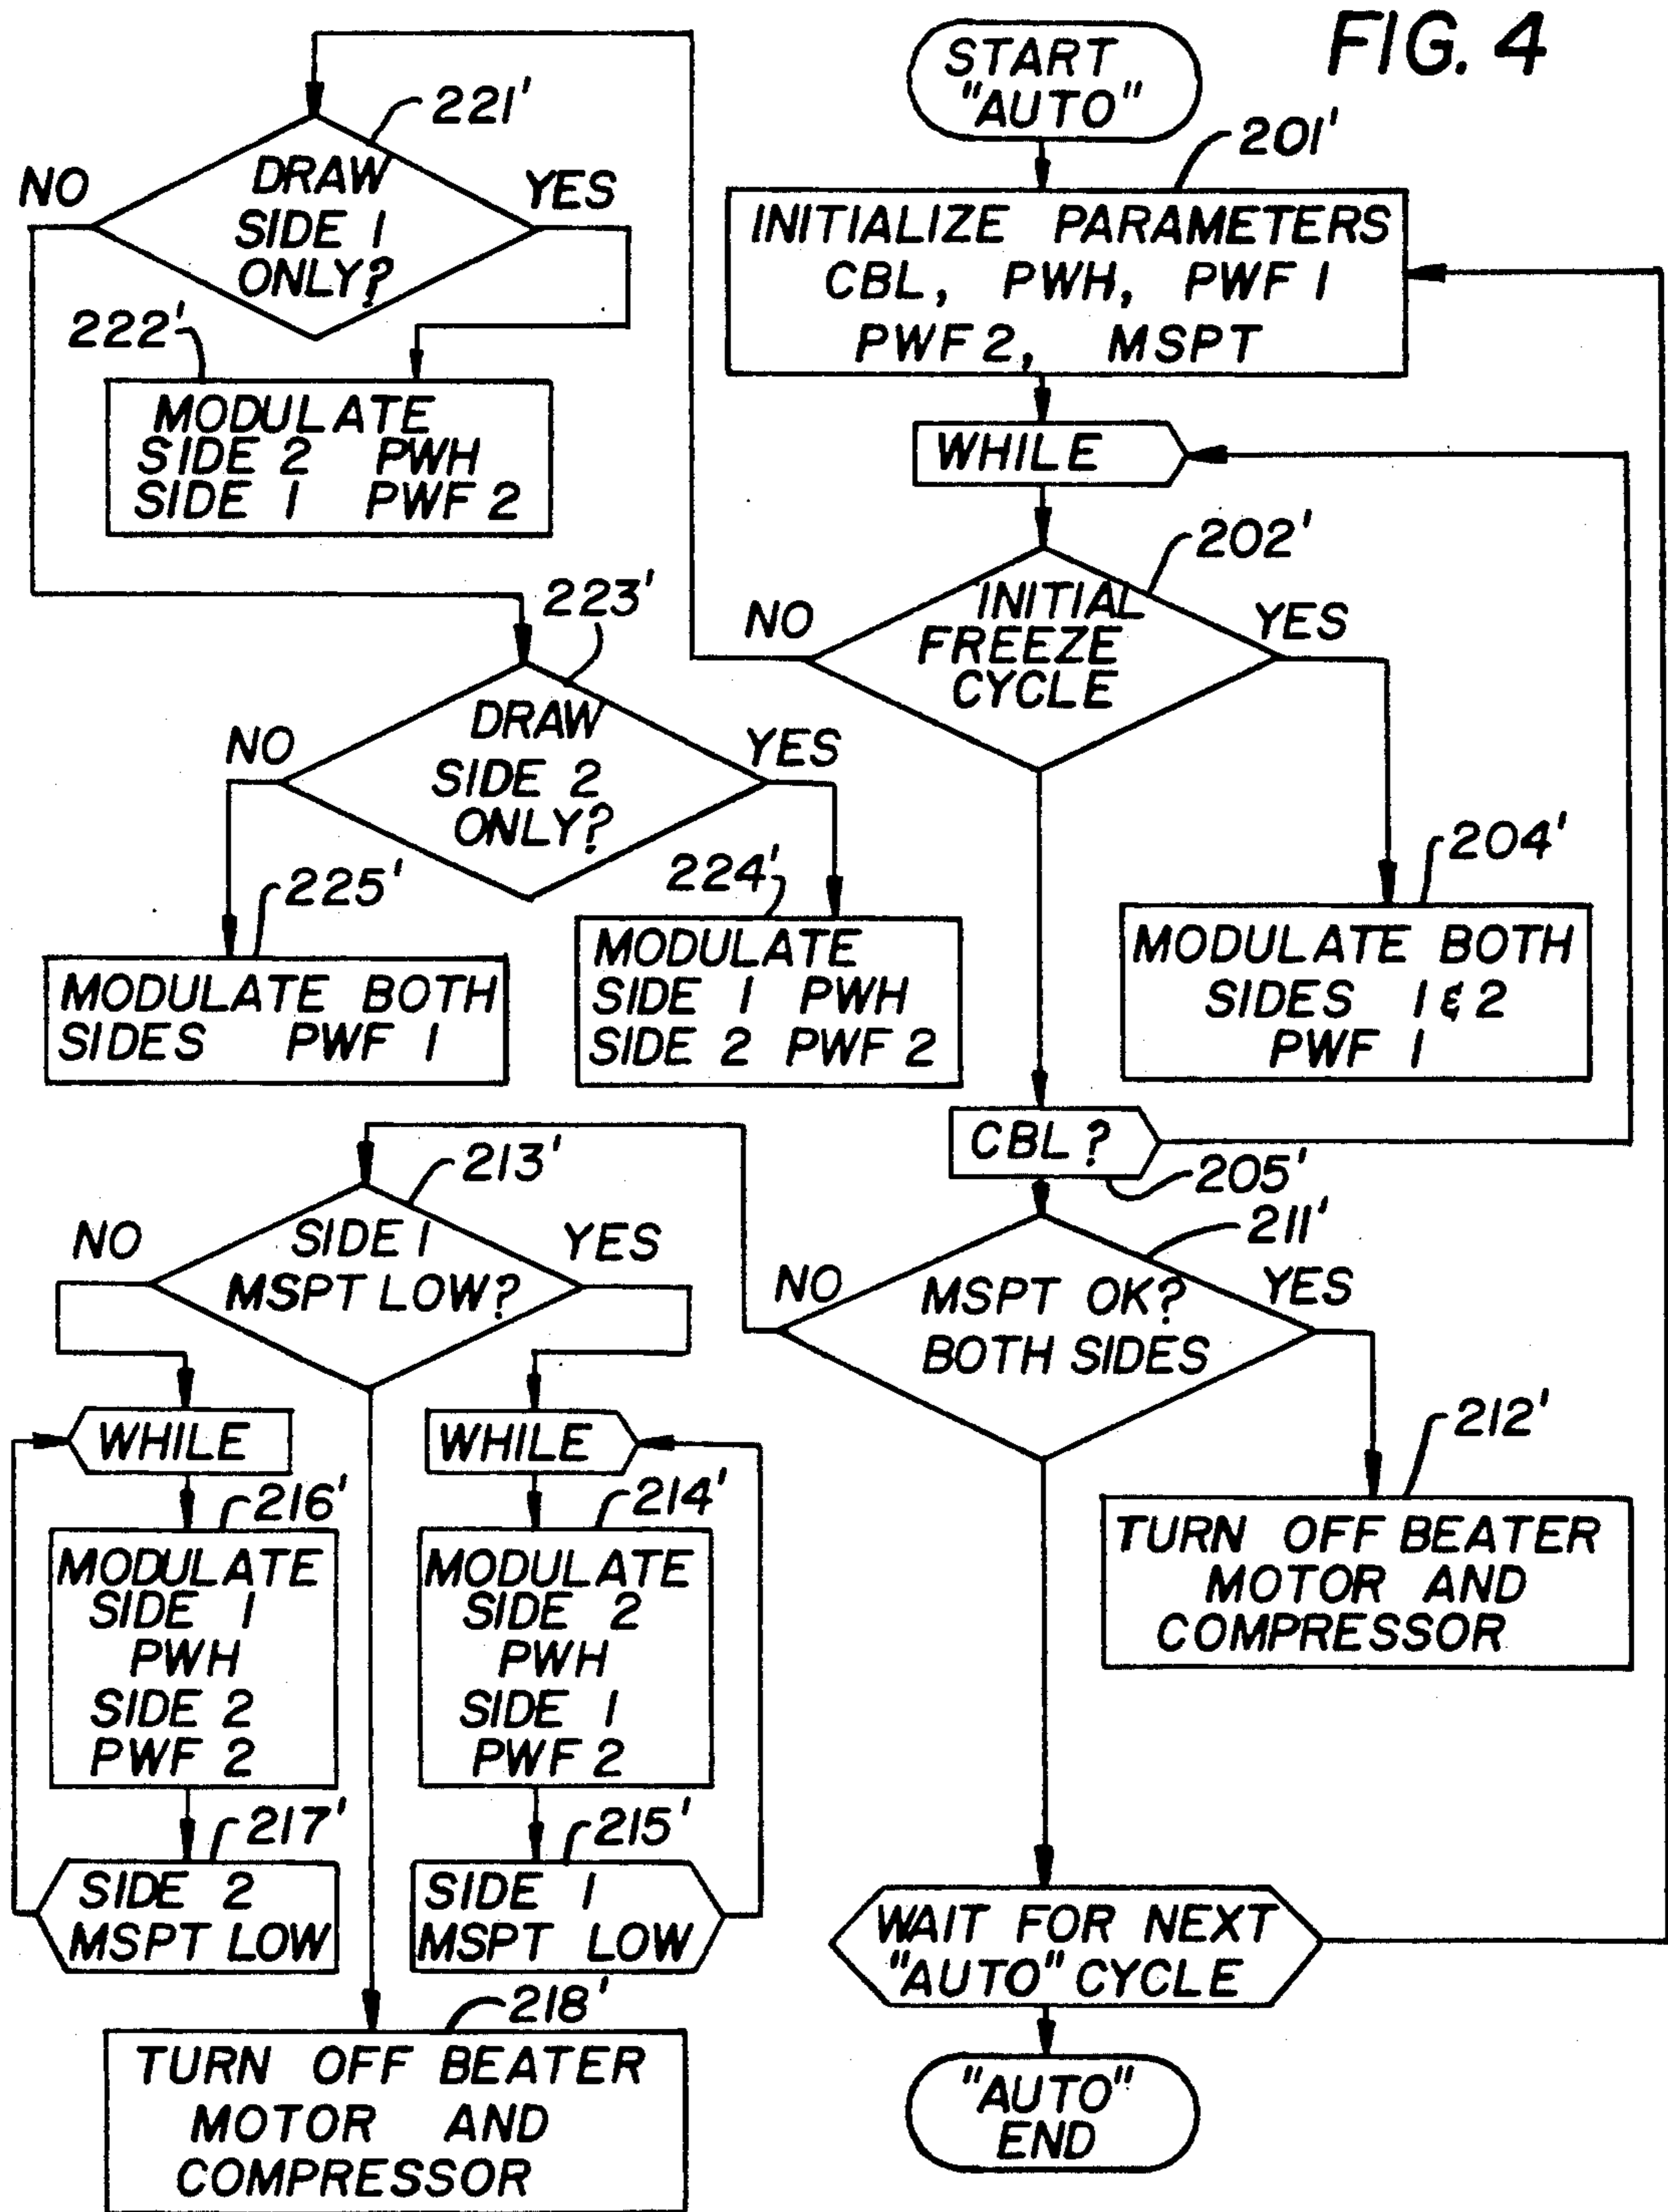 FIG. 4
START
"AUTO"
201'
INITIALIZE PARAMETERS
CBL, PWH, PWF 1
PWF 2, MSPT
WHILE
202'
INITIAL
FREEZE
CYCLE
NO
YES
204'
MODULATE BOTH
SIDES 1 & 2
PWF 1
221'
DRAW
SIDE 1
ONLY?
NO
YES
222'
MODULATE
SIDE 2 PWH
SIDE 1 PWF 2
223'
DRAW
SIDE 2
ONLY?
NO
YES
225'
MODULATE BOTH
SIDES PWF 1
224'
MODULATE
SIDE 1 PWH
SIDE 2 PWF 2
CBL ?
205'
211'
MSPT OK?
BOTH SIDES
NO
YES
212'
TURN OFF BEATER
MOTOR AND
COMPRESSOR
213'
SIDE 1
MSPT LOW?
NO
YES
WHILE
216'
MODULATE
SIDE 1
PWH
SIDE 2
PWF 2
217'
SIDE 2
MSPT LOW
WHILE
214'
MODULATE
SIDE 2
PWH
SIDE 1
PWF 2
215'
SIDE 1
MSPT LOW
218'
TURN OFF BEATER
MOTOR AND
COMPRESSOR
WAIT FOR NEXT
"AUTO" CYCLE
"AUTO"
END